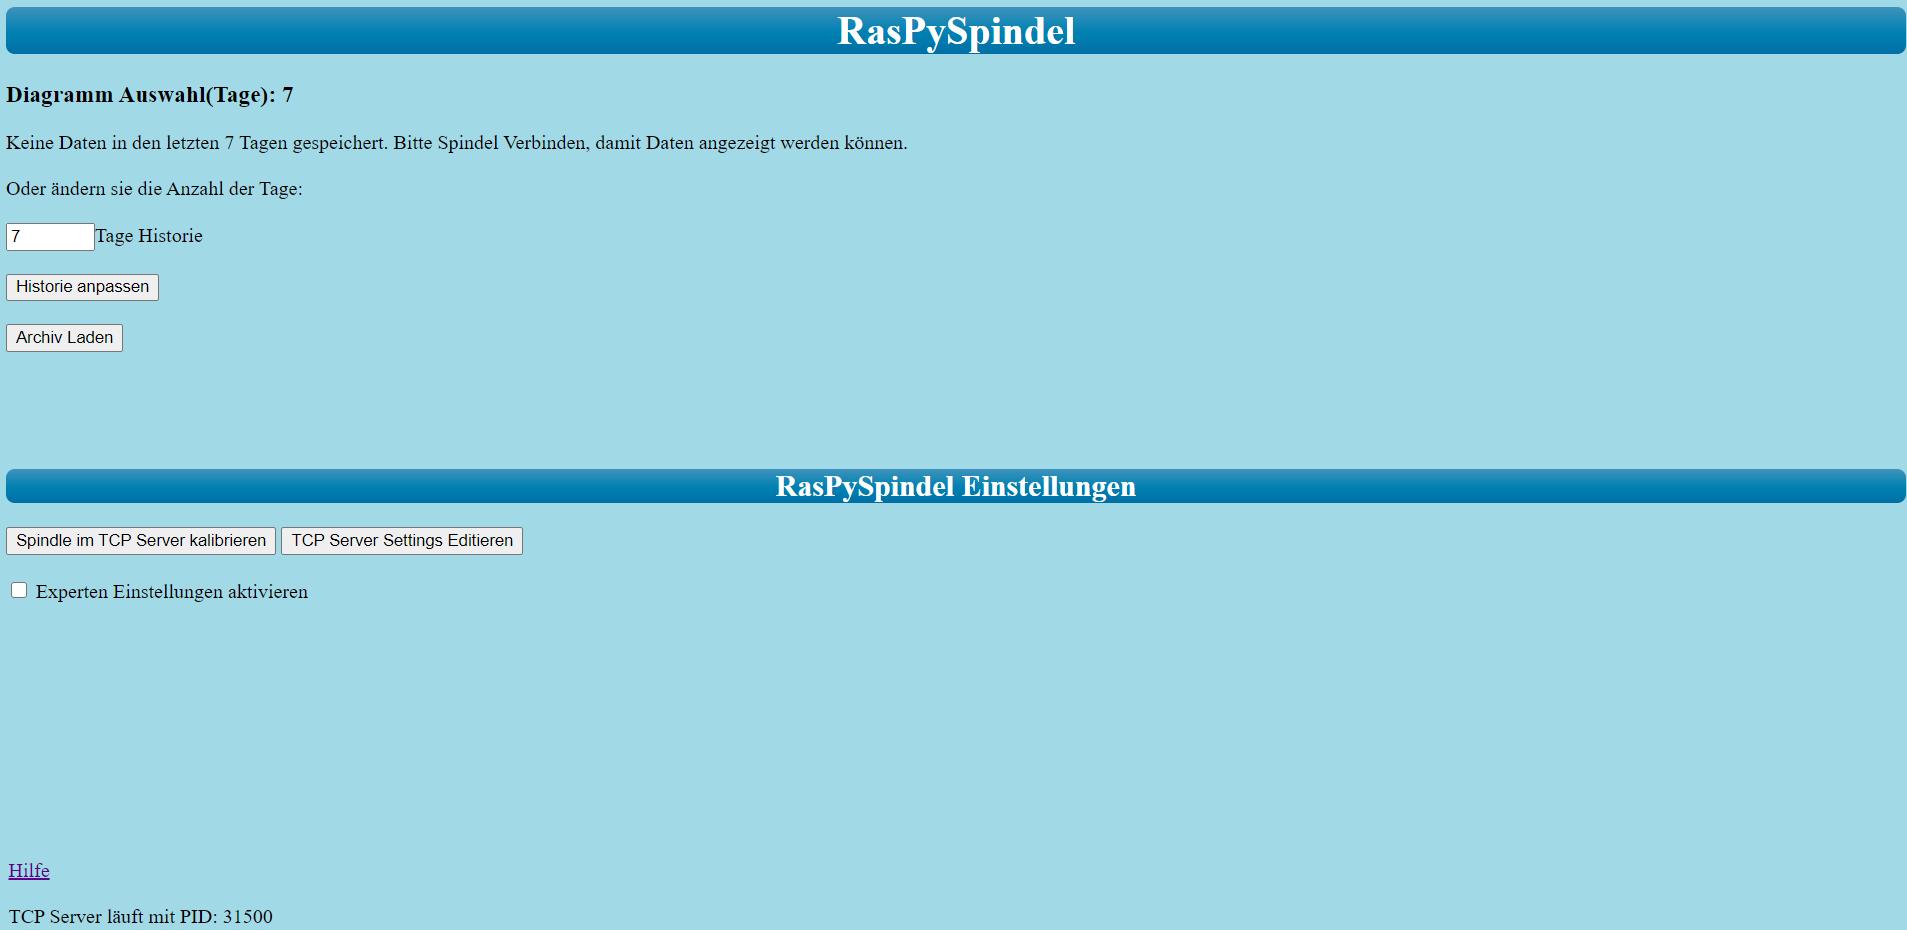 RasPySpindel
Diagramm Auswahl(Tage): 7
Keine Daten in den letzten 7 Tagen gespeichert. Bitte Spindel Verbinden, damit Daten angezeigt werden können.
Oder ändern sie die Anzahl der Tage:
7 Tage Historie
Historie anpassen
Archiv Laden
RasPySpindel Einstellungen
Spindle im TCP Server kalibrieren TCP Server Settings Editieren
Experten Einstellungen aktivieren
Hilfe
TCP Server läuft mit PID: 31500